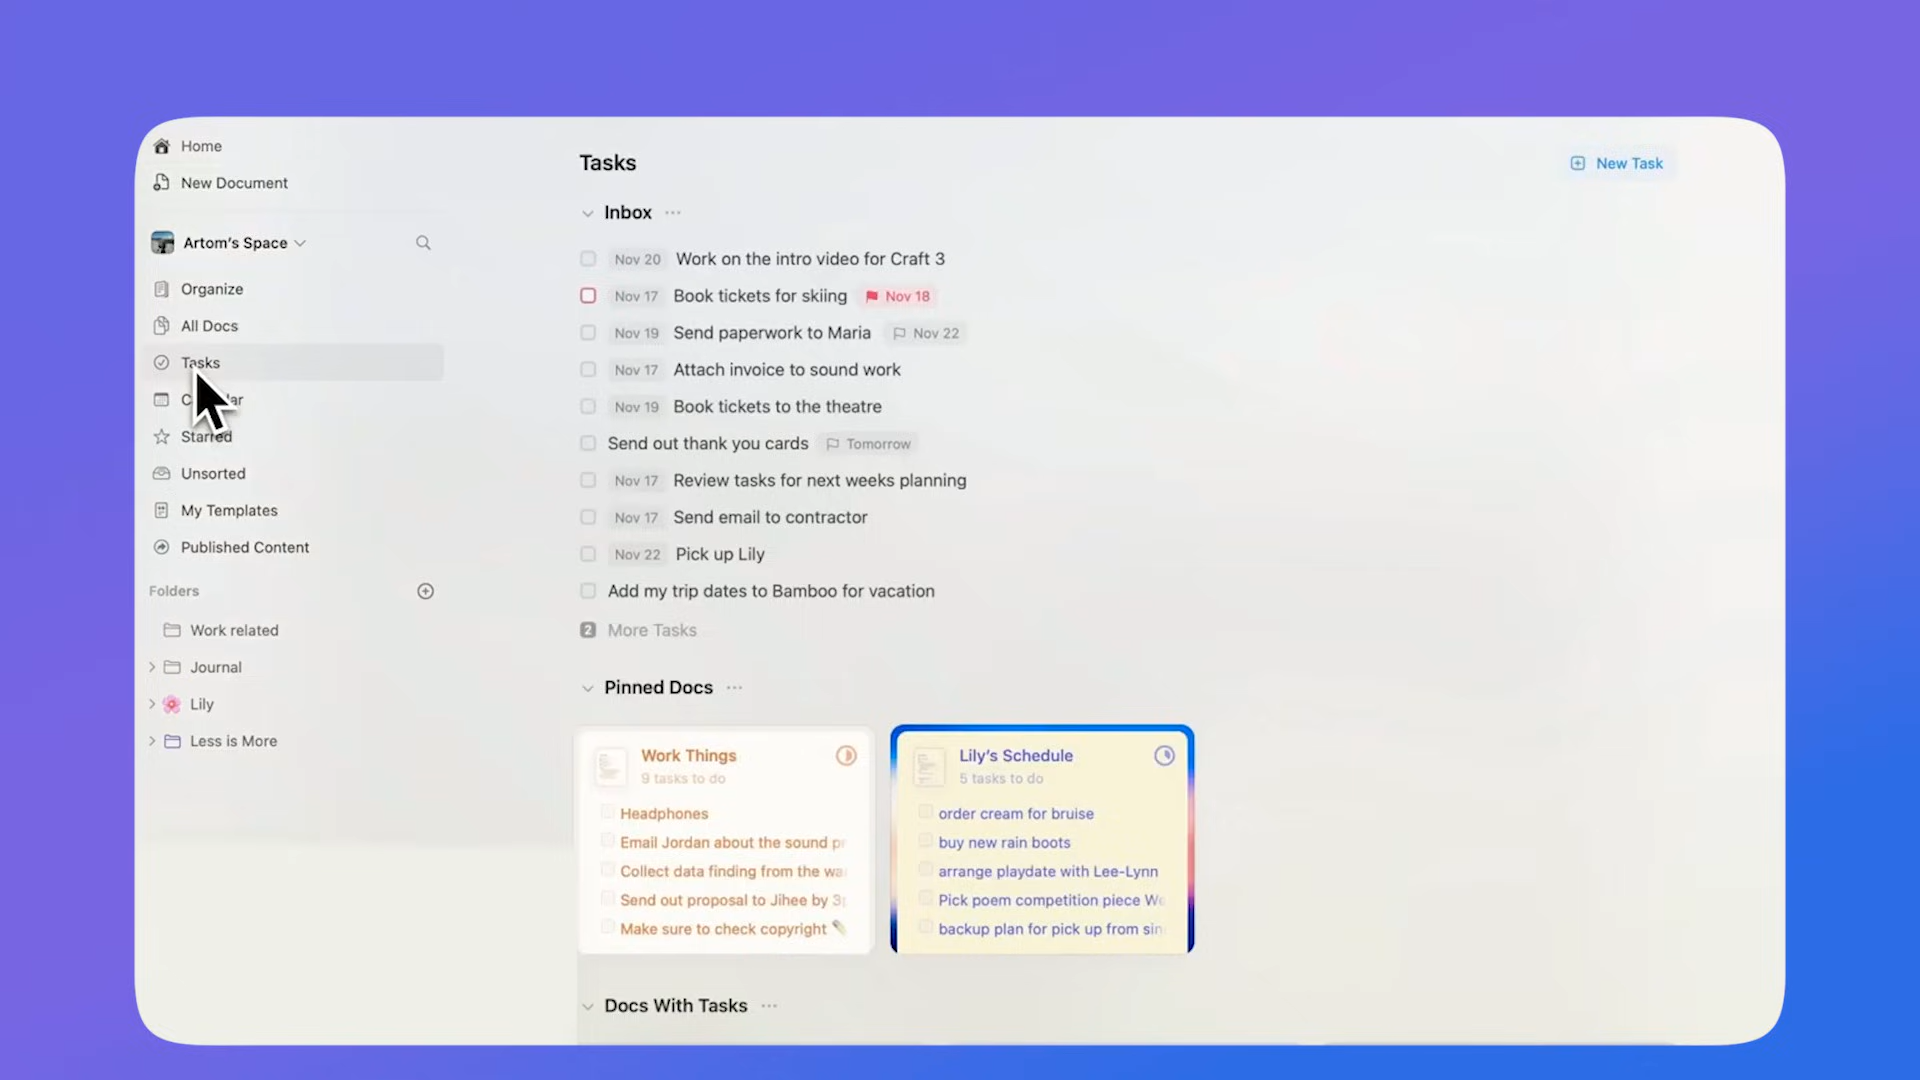 Home
New Document
Artom's Space
Organize
All Docs
Tasks
Starred
Unsorted
My Templates
Published Content
Folders
Work related
Journal
Lily
Less is More
Tasks
New Task
Inbox
Nov 20 Work on the intro video for Craft 3
Nov 17 Book tickets for skiing Nov 18
Nov 19 Send paperwork to Maria Nov 22
Nov 17 Attach invoice to sound work
Nov 19 Book tickets to the theatre
Send out thank you cards Tomorrow
Nov 17 Review tasks for next weeks planning
Nov 17 Send email to contractor
Nov 22 Pick up Lily
Add my trip dates to Bamboo for vacation
2 More Tasks
Pinned Docs
Work Things
9 tasks to do
Headphones
Email Jordan about the sound pr
Collect data finding from the wa
Send out proposal to Jihee by 3
Make sure to check copyright
Lily's Schedule
5 tasks to do
order cream for bruise
buy new rain boots
arrange playdate with Lee-Lynn
Pick poem competition piece We
backup plan for pick up from sin
Docs With Tasks